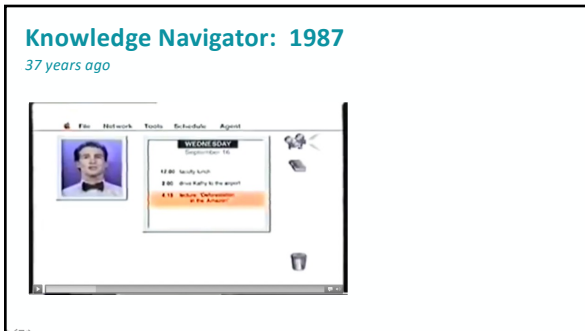 Knowledge Navigator: 1987
37 years ago
File Network Tools Schedule Agent
WEDNESDAY
September 16
12:00 faculty lunch
drive Kathy to the airport
lecture "Deforestation
in the Amazon"